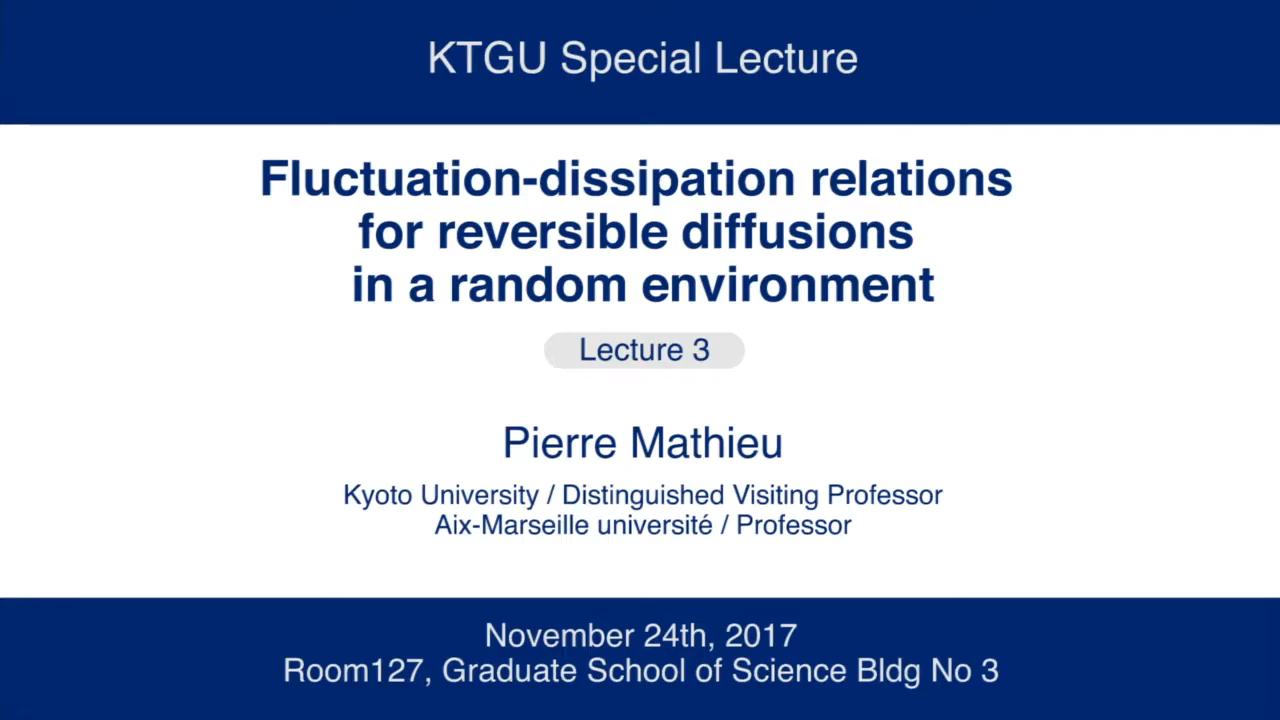 KTGU Special Lecture
Fluctuation-dissipation relations
for reversible diffusions
in a random environment
Lecture 3
Pierre Mathieu
Kyoto University / Distinguished Visiting Professor
Aix-Marseille université / Professor
November 24th, 2017
Room127, Graduate School of Science Bldg No 3